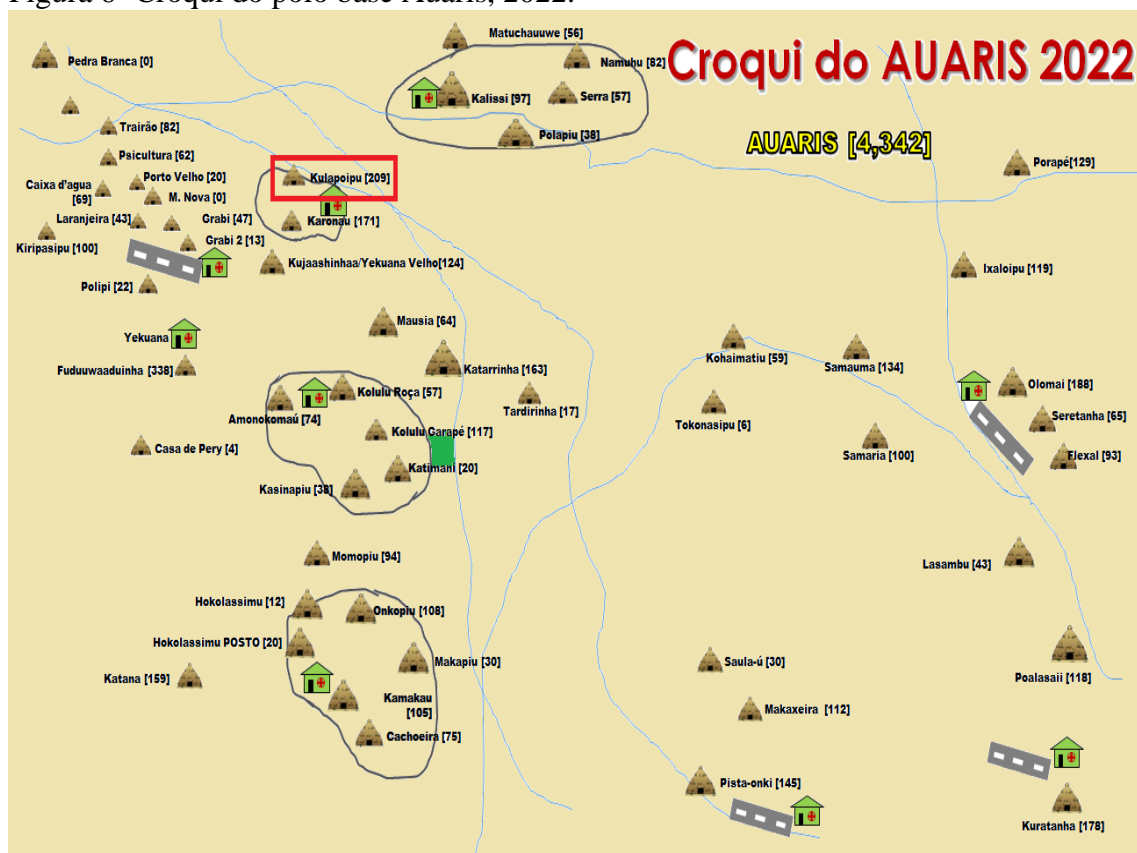 Figura 8- Croqui do polo base Auaris, 2022.
Croqui do AUARIS 2022
AUARIS [4,342]
Matuchauuwe [56]
Namuhu [82]
Pedra Branca [0]
Kalissi [97]
Serra [57]
Polapiu [38]
Trairão [82]
Psicultura [62]
Porto Velho [20]
Caixa d'agua
[69]
M. Nova [0]
Laranjeira [43]
Grabi [47]
Grabi 2 [13]
Kiripasipu [100]
Polipi [22]
Kulapoipu [209]
Karonau [171]
Kujaashinhaa/Yekuana Velho[124]
Porapé[129]
Ixaloipu [119]
Yekuana
Fuduuwaaduinha [338]
Mausia [64]
Katarrinha [163]
Tardirinha [17]
Kolulu Roça [57]
Amonokomaú [74]
Kolulu Garapé [117]
Katimani [20]
Kasinapiu [38]
Casa de Pery [4]
Kohaimatiu [59]
Samauma [134]
Tokonasipu [6]
Samaria [100]
Olomai [188]
Seretanha [65]
Flexal [93]
Momopiu [94]
Lasambu [43]
Hokolassimu [12]
Onkopiu [108]
Hokolassimu POSTO [20]
Makapiu [30]
Katana [159]
Kamakau
[105]
Cachoeira [75]
Saula-ú [30]
Makaxeira [112]
Poalasaii [118]
Pista-onki [145]
Kuratanha [178]